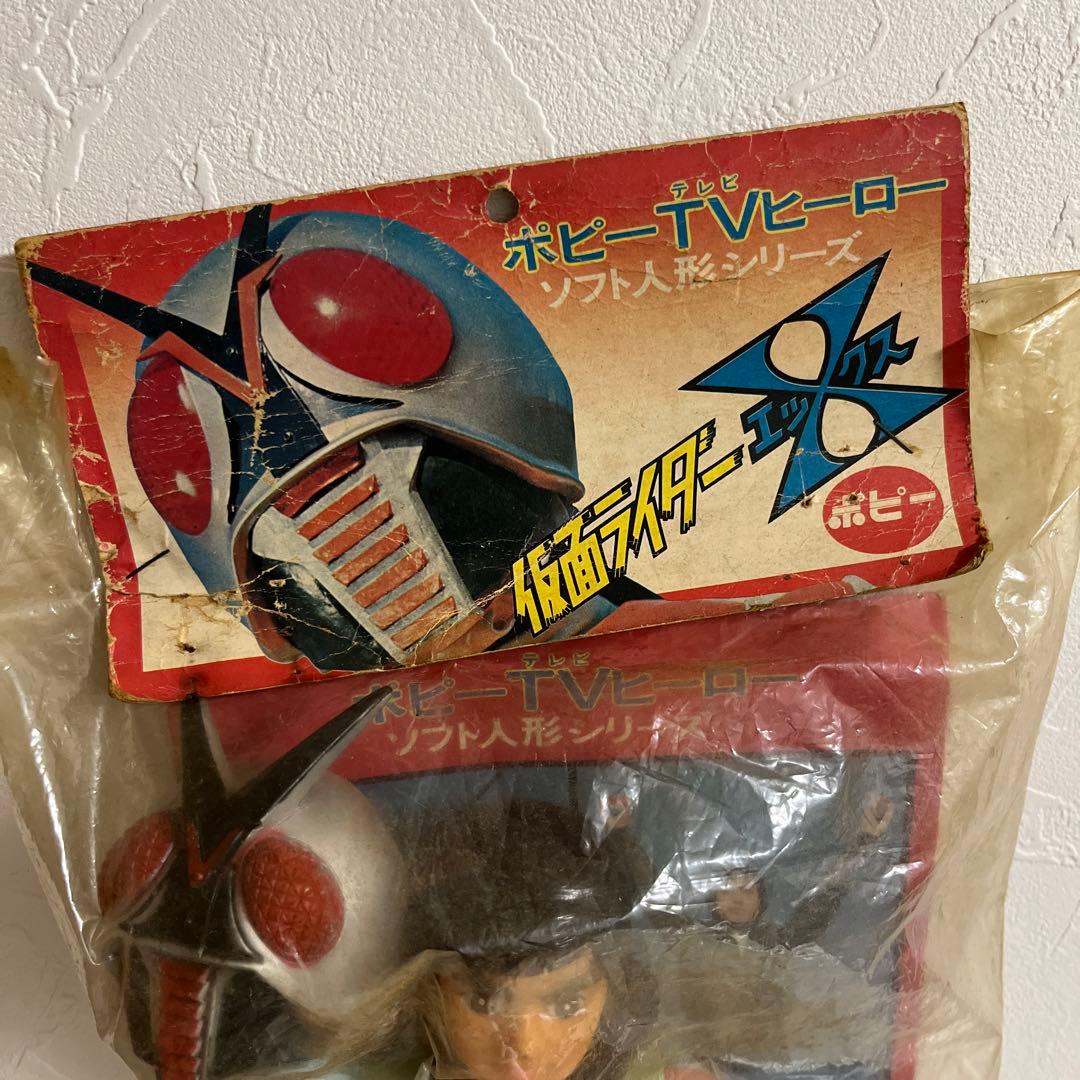 テレビ
ポピーTVヒーロー
ソフト人形シリーズ
仮面ライダーX
エックス
ポピー
テレビ
ポピーTVヒーロー
ソフト人形シリーズ